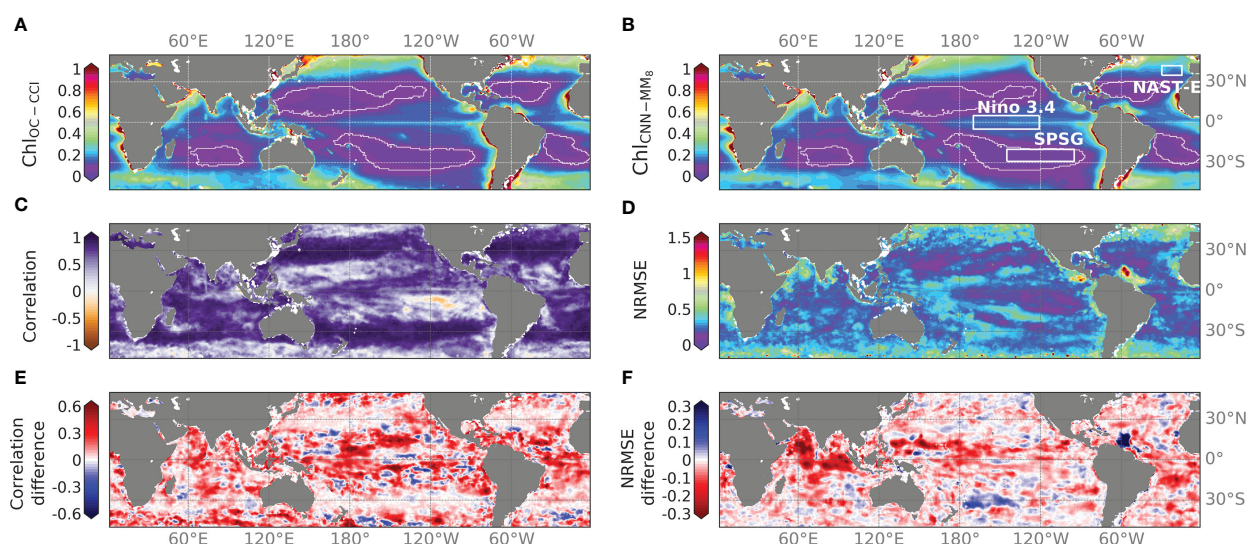 A
B
60°E 120°E 180° 120°W 60°W
60°E 120°E 180° 120°W 60°W
Chl OC−CCI
1
0.8
0.6
0.4
0.2
0
Chl CNN−MM8
1
0.8
0.6
0.4
0.2
0
NAST-E
Nino 3.4
SPSG
30°N
0°
30°S
C
D
Correlation
1
0.5
0
-0.5
-1
NRMSE
1.5
1
0.5
0
30°N
0°
30°S
E
F
Correlation
difference
0.6
0.3
0
-0.3
-0.6
NRMSE
difference
0.3
0.2
0.1
0
-0.1
-0.2
-0.3
30°N
0°
30°S
60°E 120°E 180° 120°W 60°W
60°E 120°E 180° 120°W 60°W